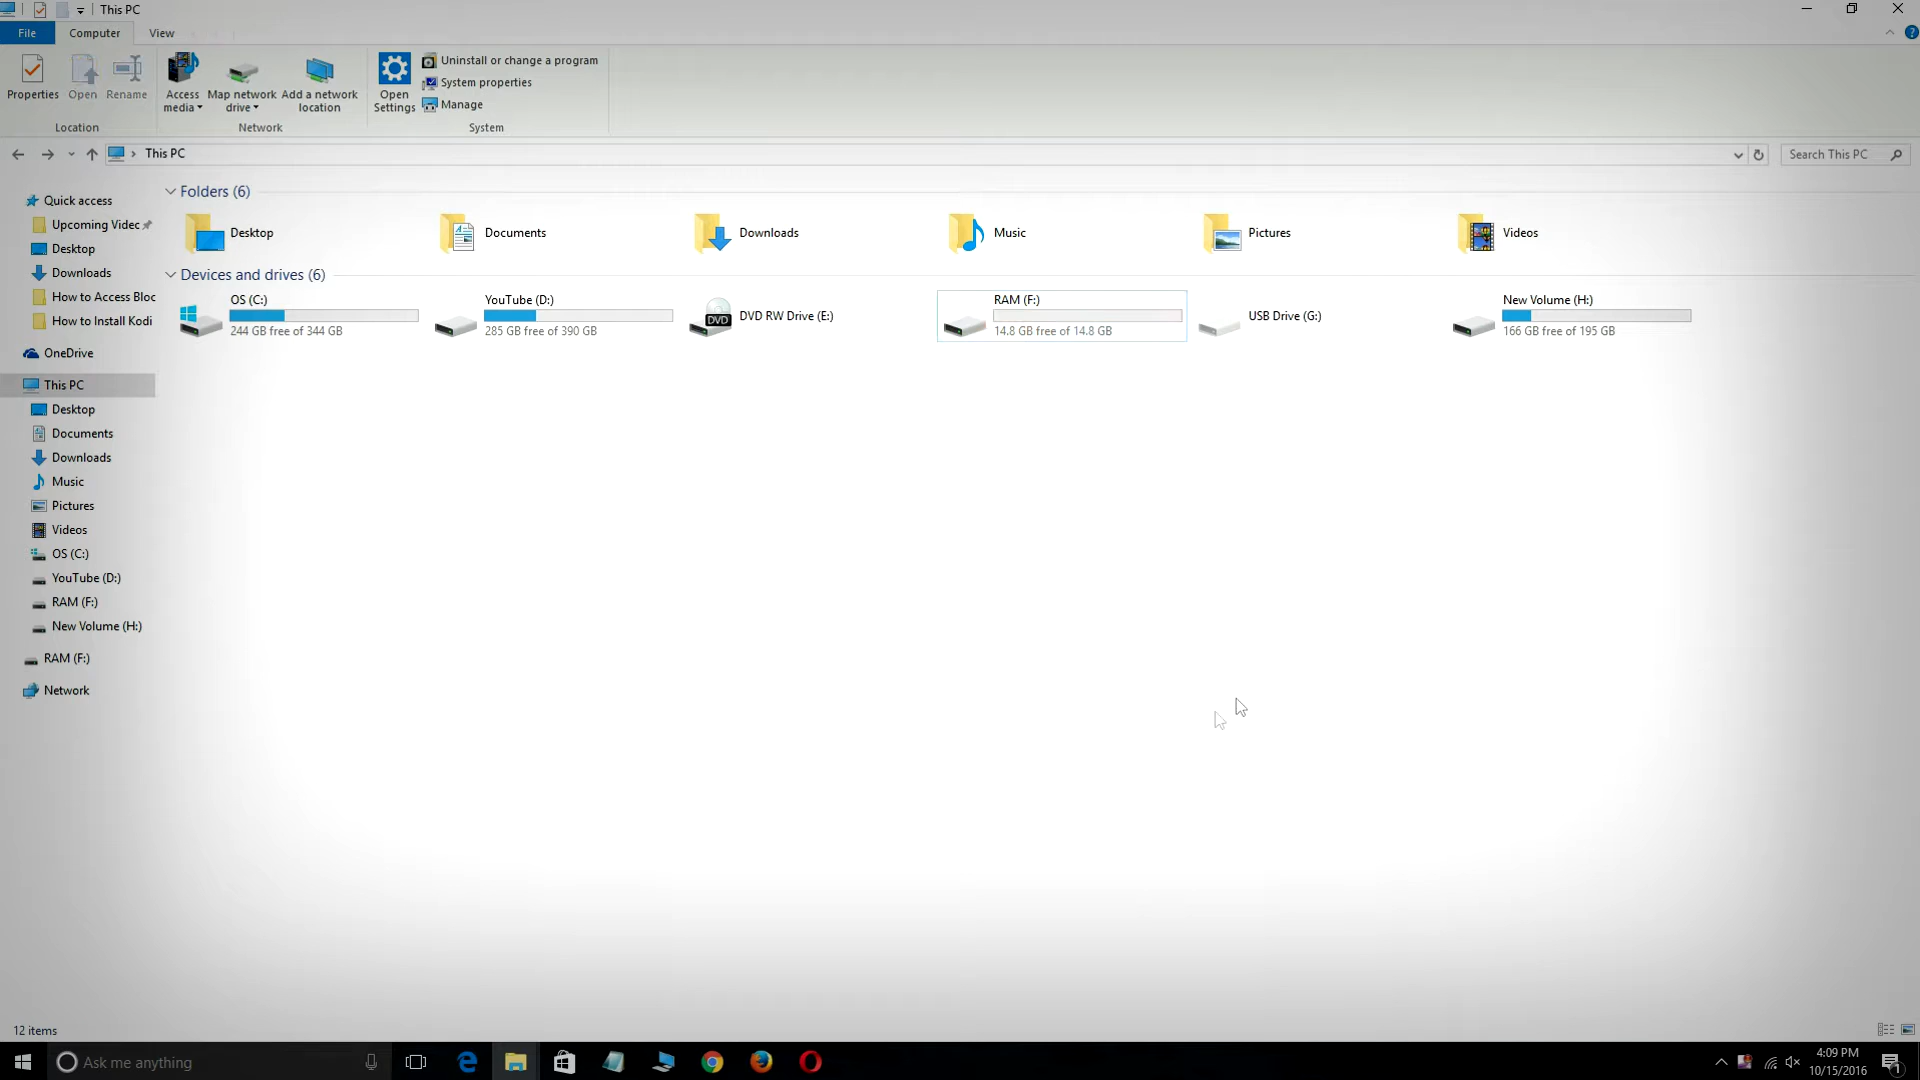 This PC
File
Computer
View
Properties
Open
Rename
Access media
Map network drive
Add a network location
Open Settings
Uninstall or change a program
System properties
Manage
Location
Network
System
This PC
Search This PC
Quick access
Upcoming Videc
Desktop
Downloads
How to Access Bloc
How to Install Kodi
OneDrive
This PC
Desktop
Documents
Downloads
Music
Pictures
Videos
OS (C:)
YouTube (D:)
RAM (F:)
New Volume (H:)
RAM (F:)
Network
Folders (6)
Desktop
Documents
Downloads
Music
Pictures
Videos
Devices and drives (6)
OS (C:)
244 GB free of 344 GB
YouTube (D:)
285 GB free of 390 GB
DVD
DVD RW Drive (E:)
RAM (F:)
14.8 GB free of 14.8 GB
USB Drive (G:)
New Volume (H:)
166 GB free of 195 GB
12 items
Ask me anything
4:09 PM
10/15/2016
1